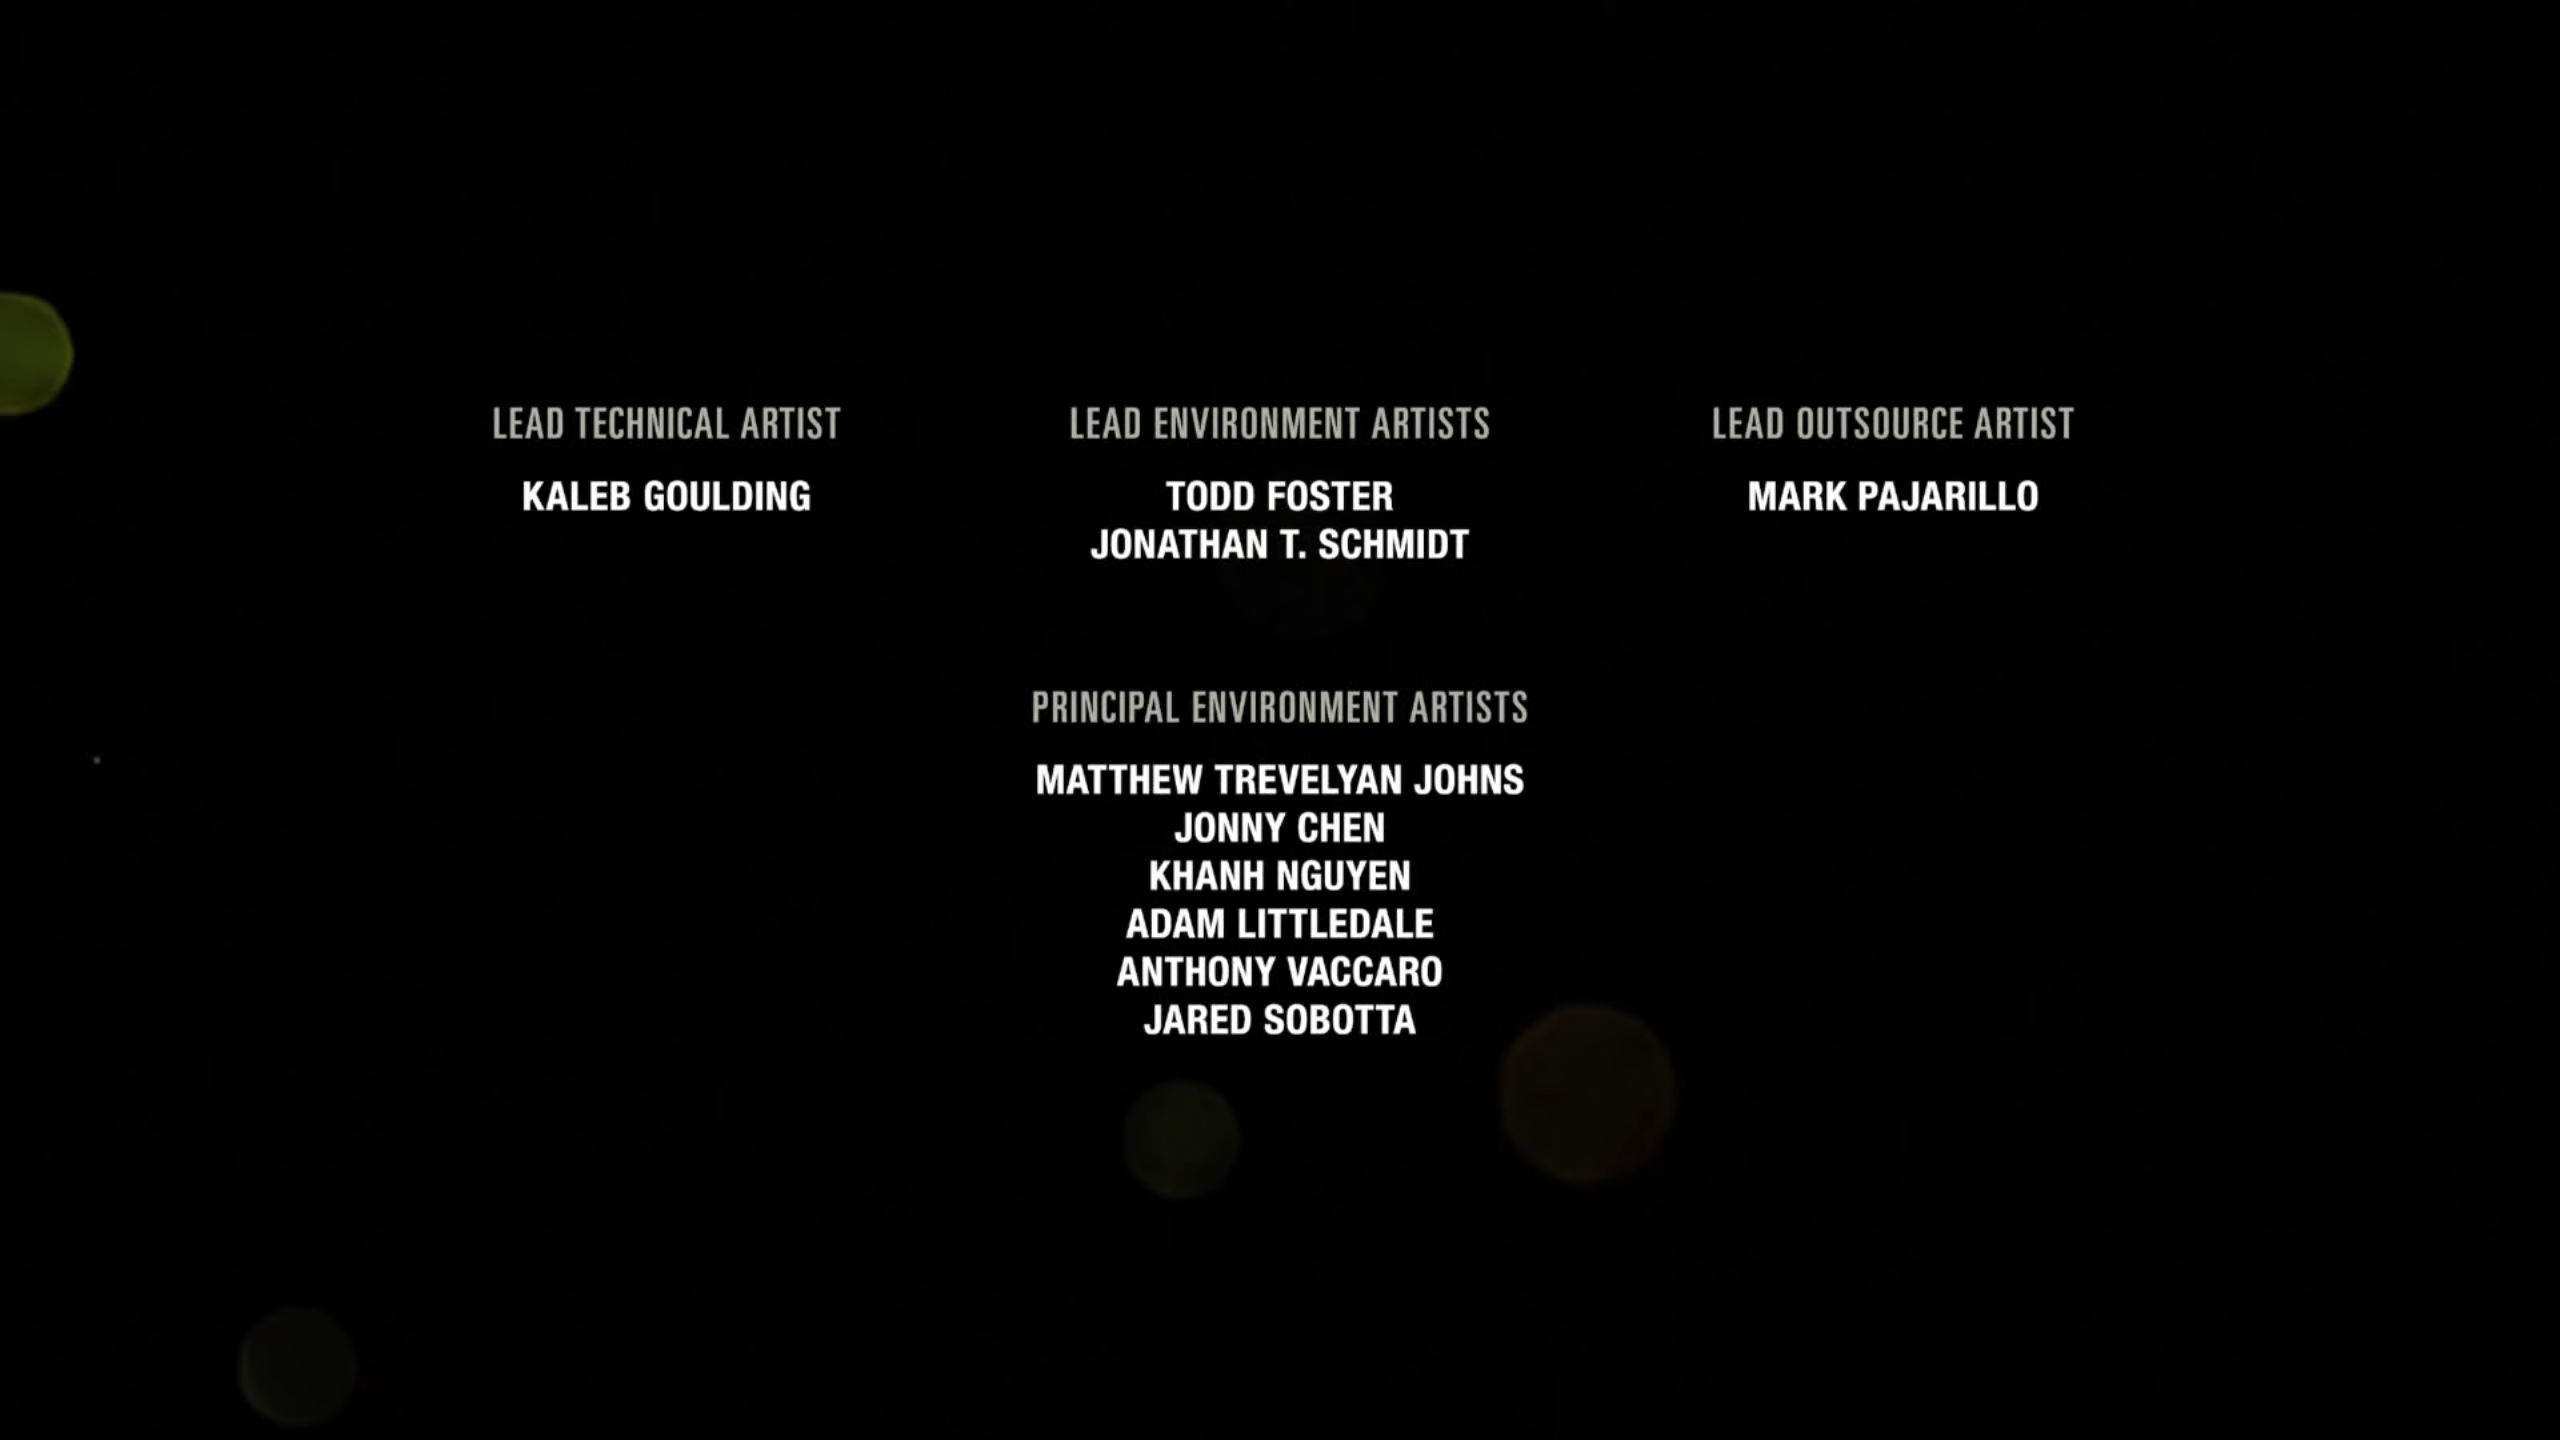 LEAD TECHNICAL ARTIST
KALEB GOULDING
LEAD ENVIRONMENT ARTISTS
TODD FOSTER
JONATHAN T. SCHMIDT
LEAD OUTSOURCE ARTIST
MARK PAJARILLO
PRINCIPAL ENVIRONMENT ARTISTS
MATTHEW TREVELYAN JOHNS
JONNY CHEN
KHANH NGUYEN
ADAM LITTLEDALE
ANTHONY VACCARO
JARED SOBOTTA